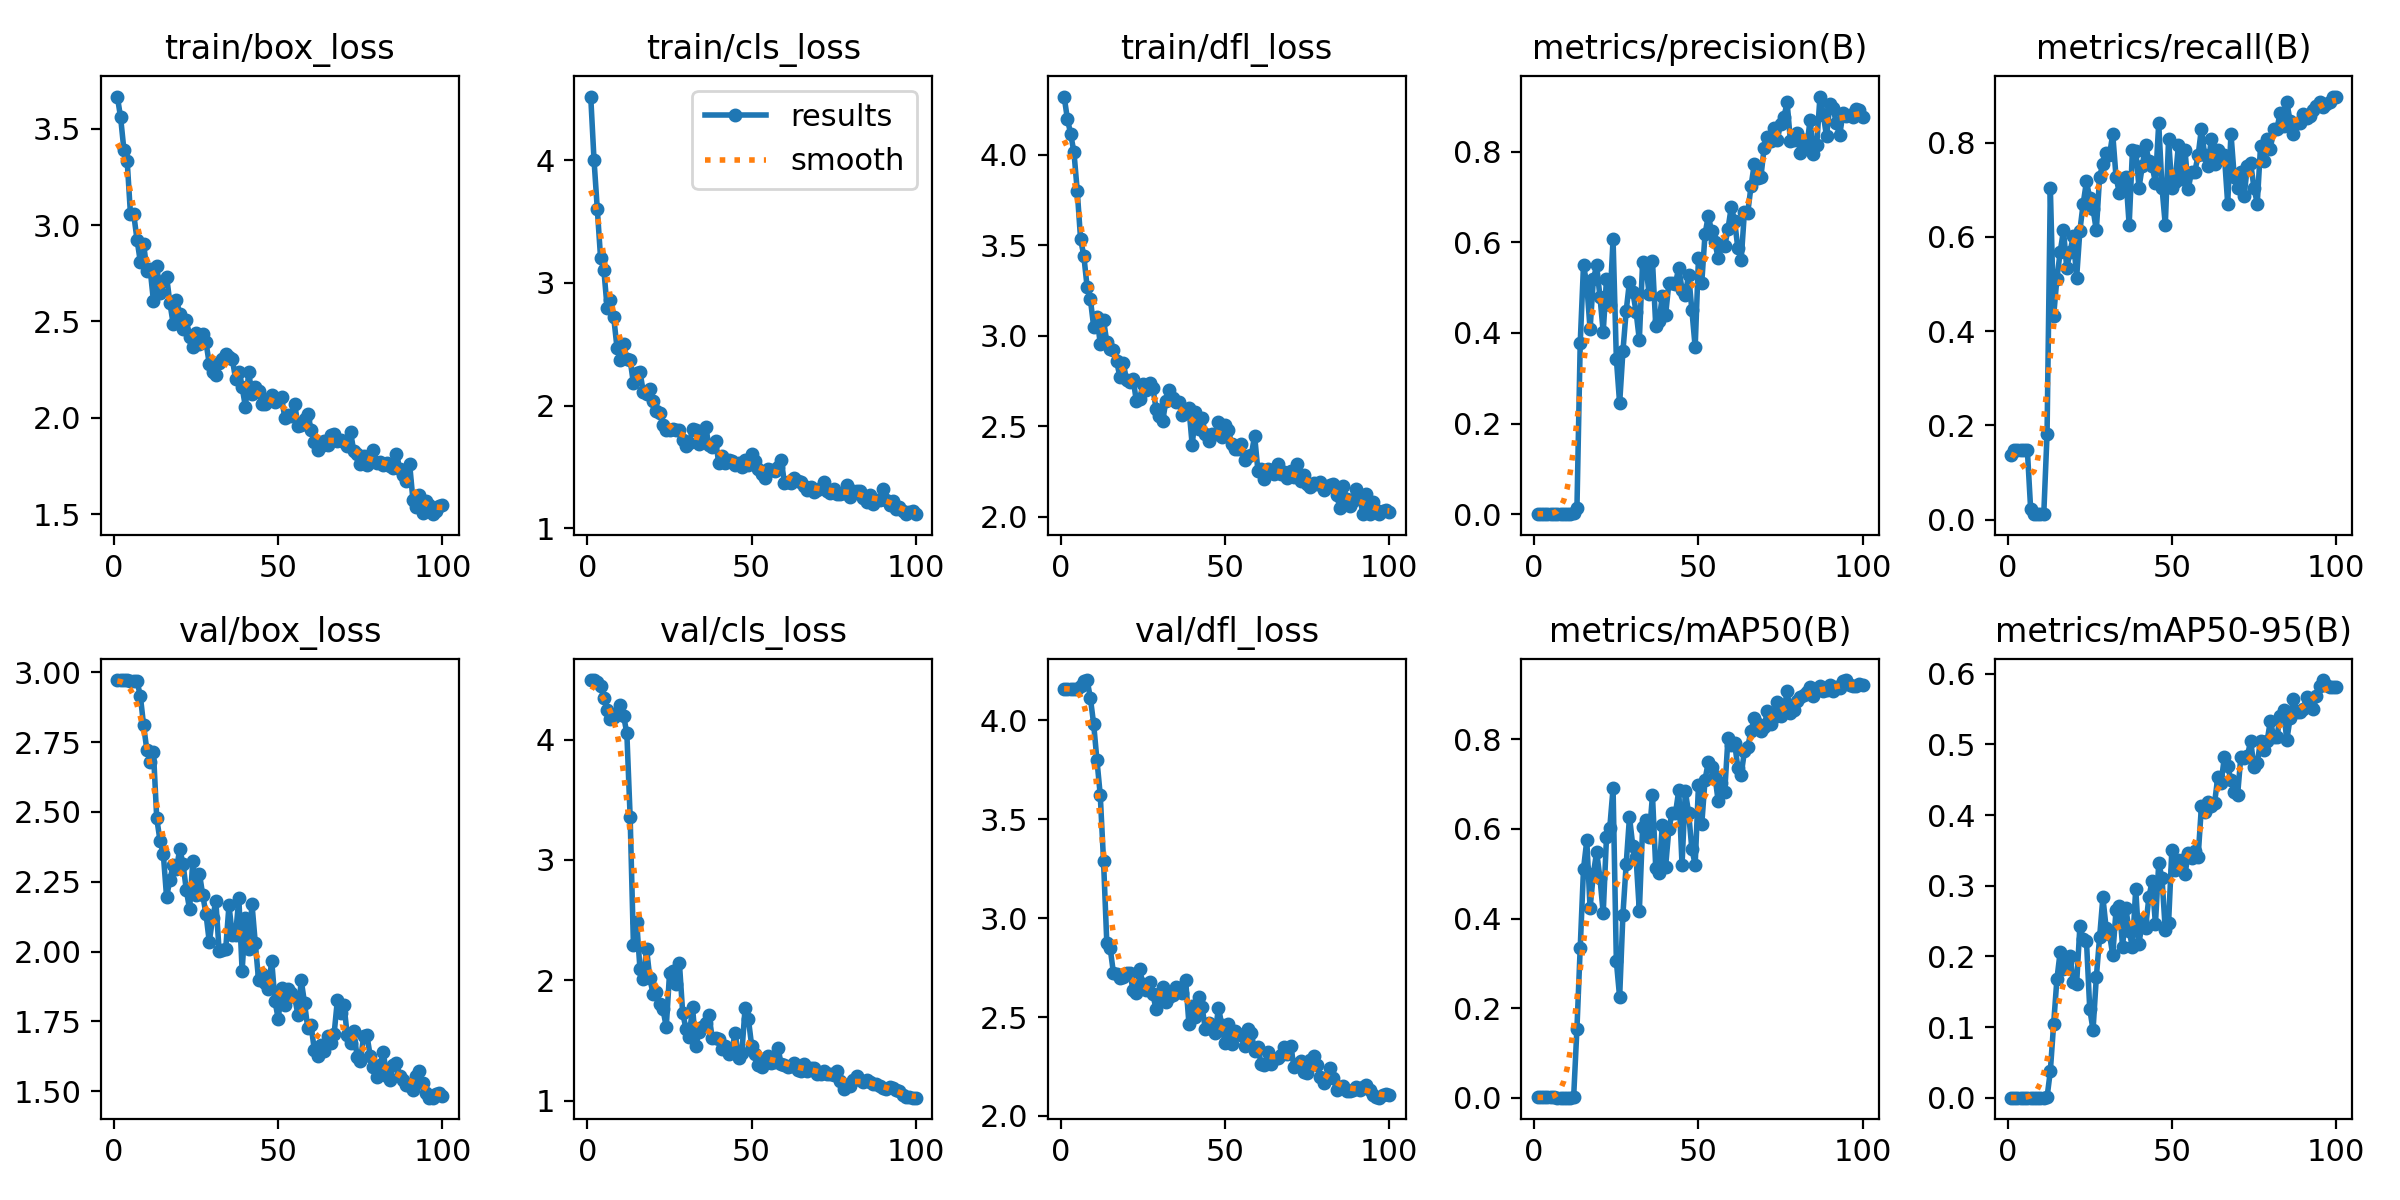 train/box_loss
3.5
3.0
2.5
2.0
1.5
0 50 100
train/cls_loss
results
smooth
4
3
2
1
0 50 100
train/dfl_loss
4.0
3.5
3.0
2.5
2.0
0 50 100
metrics/precision(B)
0.8
0.6
0.4
0.2
0.0
0 50 100
metrics/recall(B)
0.8
0.6
0.4
0.2
0.0
0 50 100
val/box_loss
3.00
2.75
2.50
2.25
2.00
1.75
1.50
0 50 100
val/cls_loss
4
3
2
1
0 50 100
val/dfl_loss
4.0
3.5
3.0
2.5
2.0
0 50 100
metrics/mAP50(B)
0.8
0.6
0.4
0.2
0.0
0 50 100
metrics/mAP50-95(B)
0.6
0.5
0.4
0.3
0.2
0.1
0.0
0 50 100